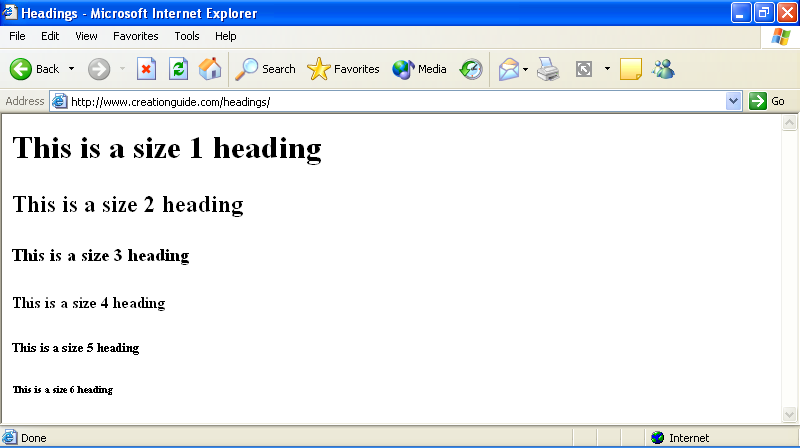 Headings - Microsoft Internet Explorer
File Edit View Favorites Tools Help
Back Search Favorites Media
Address http://www.creationguide.com/headings/ Go
This is a size 1 heading
This is a size 2 heading
This is a size 3 heading
This is a size 4 heading
This is a size 5 heading
This is a size 6 heading
Done Internet